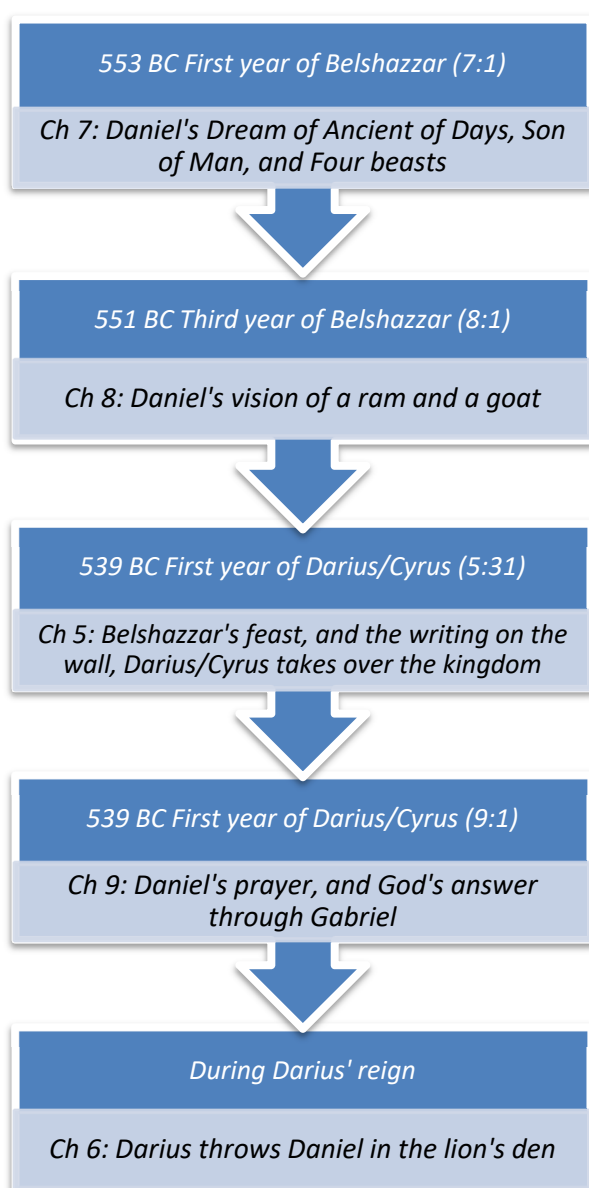 553 BC First year of Belshazzar (7:1)
Ch 7: Daniel's Dream of Ancient of Days, Son
of Man, and Four beasts
551 BC Third year of Belshazzar (8:1)
Ch 8: Daniel's vision of a ram and a goat
539 BC First year of Darius/Cyrus (5:31)
Ch 5: Belshazzar's feast, and the writing on the
wall, Darius/Cyrus takes over the kingdom
539 BC First year of Darius/Cyrus (9:1)
Ch 9: Daniel's prayer, and God's answer
through Gabriel
During Darius' reign
Ch 6: Darius throws Daniel in the lion's den